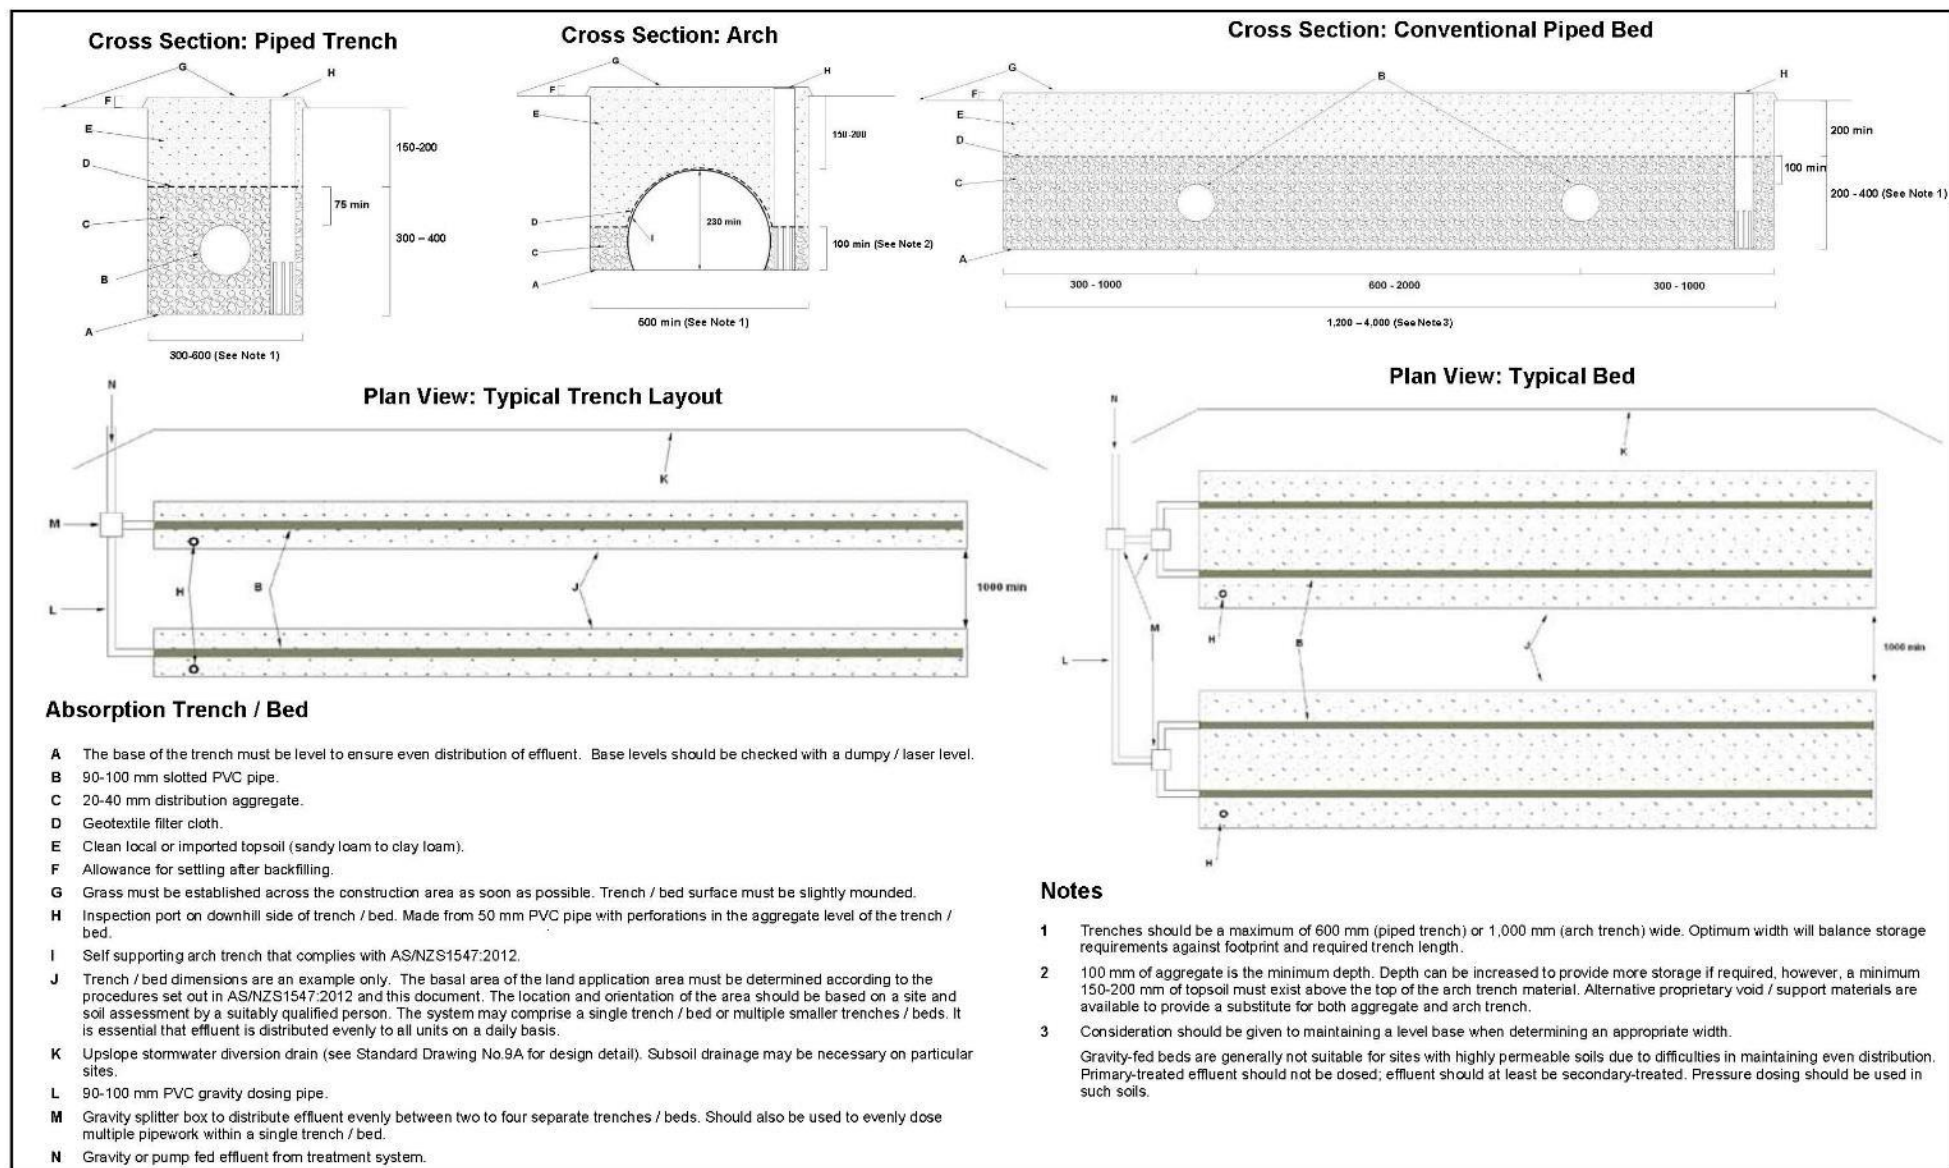 Cross Section: Piped Trench
G
H
F
E
D
C
B
A
150-200
75 min
300 – 400
300-600 (See Note 1)
Cross Section: Arch
G
H
F
E
D
C
I
A
150-200
230 min
100 min (See Note 2)
500 min (See Note 1)
Cross Section: Conventional Piped Bed
G
B
H
F
E
D
C
A
200 min
100 min
200 - 400 (See Note 1)
300 - 1000
600 - 2000
300 - 1000
1,200 – 4,000 (See Note 3)
Plan View: Typical Trench Layout
N
K
M
H
B
J
L
1000 min
Plan View: Typical Bed
N
K
M
H
B
J
L
1000 min
H
Absorption Trench / Bed
A The base of the trench must be level to ensure even distribution of effluent. Base levels should be checked with a dumpy / laser level.
B 90-100 mm slotted PVC pipe.
C 20-40 mm distribution aggregate.
D Geotextile filter cloth.
E Clean local or imported topsoil (sandy loam to clay loam).
F Allowance for settling after backfilling.
G Grass must be established across the construction area as soon as possible. Trench / bed surface must be slightly mounded.
H Inspection port on downhill side of trench / bed. Made from 50 mm PVC pipe with perforations in the aggregate level of the trench /
bed.
I Self supporting arch trench that complies with AS/NZS1547:2012.
J Trench / bed dimensions are an example only. The basal area of the land application area must be determined according to the
procedures set out in AS/NZS1547:2012 and this document. The location and orientation of the area should be based on a site and
soil assessment by a suitably qualified person. The system may comprise a single trench / bed or multiple smaller trenches / beds. It
is essential that effluent is distributed evenly to all units on a daily basis.
K Upslope stormwater diversion drain (see Standard Drawing No.9A for design detail). Subsoil drainage may be necessary on particular
sites.
L 90-100 mm PVC gravity dosing pipe.
M Gravity splitter box to distribute effluent evenly between two to four separate trenches / beds. Should also be used to evenly dose
multiple pipework within a single trench / bed.
N Gravity or pump fed effluent from treatment system.
Notes
1 Trenches should be a maximum of 600 mm (piped trench) or 1,000 mm (arch trench) wide. Optimum width will balance storage
requirements against footprint and required trench length.
2 100 mm of aggregate is the minimum depth. Depth can be increased to provide more storage if required, however, a minimum
150-200 mm of topsoil must exist above the top of the arch trench material. Alternative proprietary void / support materials are
available to provide a substitute for both aggregate and arch trench.
3 Consideration should be given to maintaining a level base when determining an appropriate width.
Gravity-fed beds are generally not suitable for sites with highly permeable soils due to difficulties in maintaining even distribution.
Primary-treated effluent should not be dosed; effluent should at least be secondary-treated. Pressure dosing should be used in
such soils.